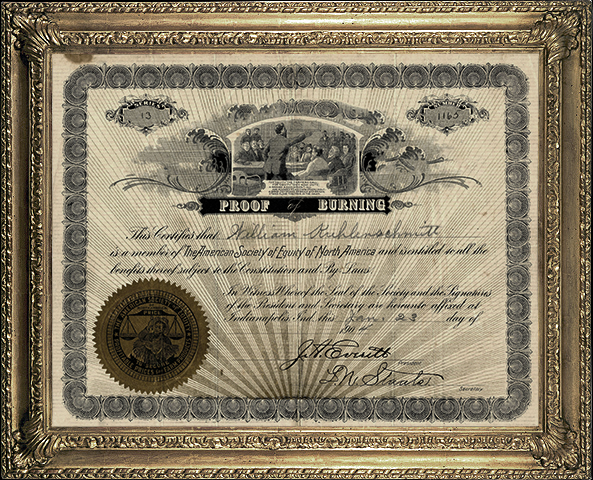 SERIES
13
NUMBER
1165
PROOF of BURNING
This Certifies that William Kuhlenschmitt
is a member of The American Society of Equity of North America and is entitled to all the
benefits thereof subject to the Constitution and By Laws.
In Witness Whereof the Seal of the Society and the Signatures
of the President and Secretary are hereunto affixed at
Indianapolis, Ind. this Jan. 23 day of
190
J. A. Everitt
President
Secretary